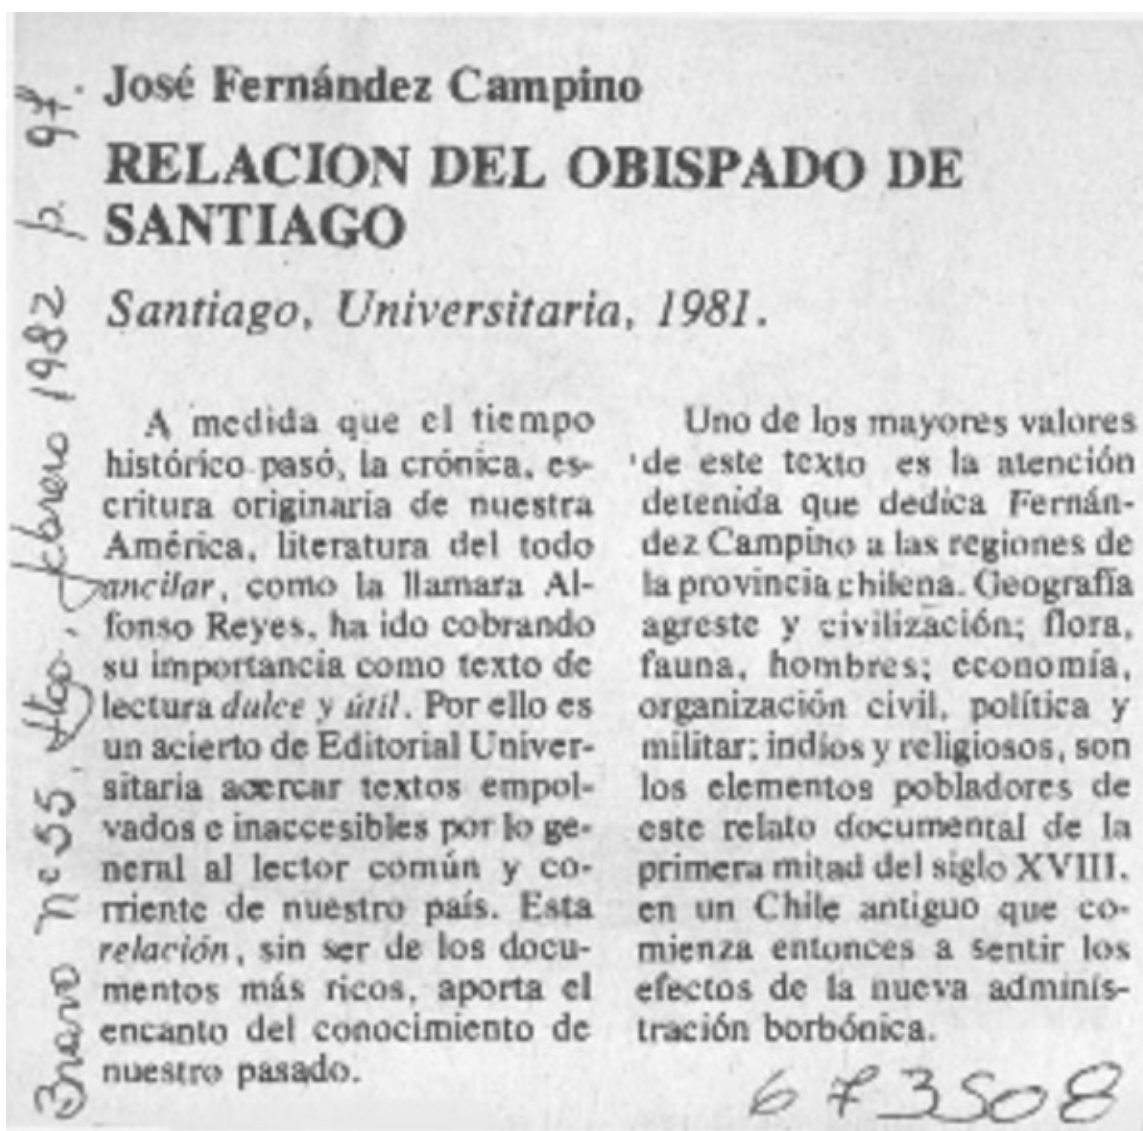 José Fernández Campino
RELACION DEL OBISPADO DE
SANTIAGO
Santiago, Universitaria, 1981.
A medida que el tiempo
histórico pasó, la crónica, es-
critura originaria de nuestra
América, literatura del todo
ancilar, como la llamara Al-
fonso Reyes, ha ido cobrando
su importancia como texto de
lectura dulce y útil. Por ello es
un acierto de Editorial Univer-
sitaria acercar textos empol-
vados e inaccesibles por lo ge-
neral al lector común y co-
rriente de nuestro país. Esta
relación, sin ser de los docu-
mentos más ricos, aporta el
encanto del conocimiento de
nuestro pasado.
Uno de los mayores valores
de este texto es la atención
detenida que dedica Fernán-
dez Campino a las regiones de
la provincia chilena. Geografía
agreste y civilización; flora,
fauna, hombres; economía,
organización civil, política y
militar; indios y religiosos, son
los elementos pobladores de
este relato documental de la
primera mitad del siglo XVIII,
en un Chile antiguo que co-
mienza entonces a sentir los
efectos de la nueva adminis-
tración borbónica.
nº 55, Stgo. febrero 1982 p. 97.
673508